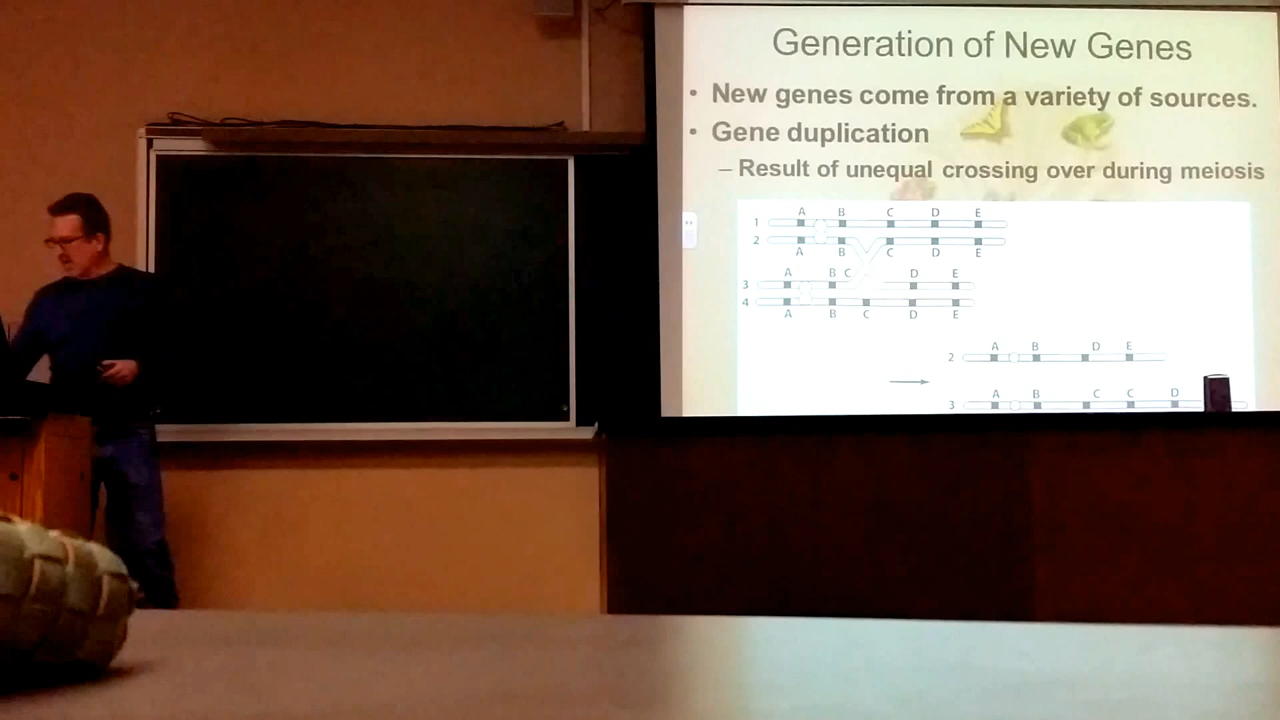 Generation of New Genes
• New genes come from a variety of sources.
• Gene duplication
– Result of unequal crossing over during meiosis
A B C D E
1
2
A B C D E
A B C D E
3
4
A B C D E
A B D E
2
A B C C D
3